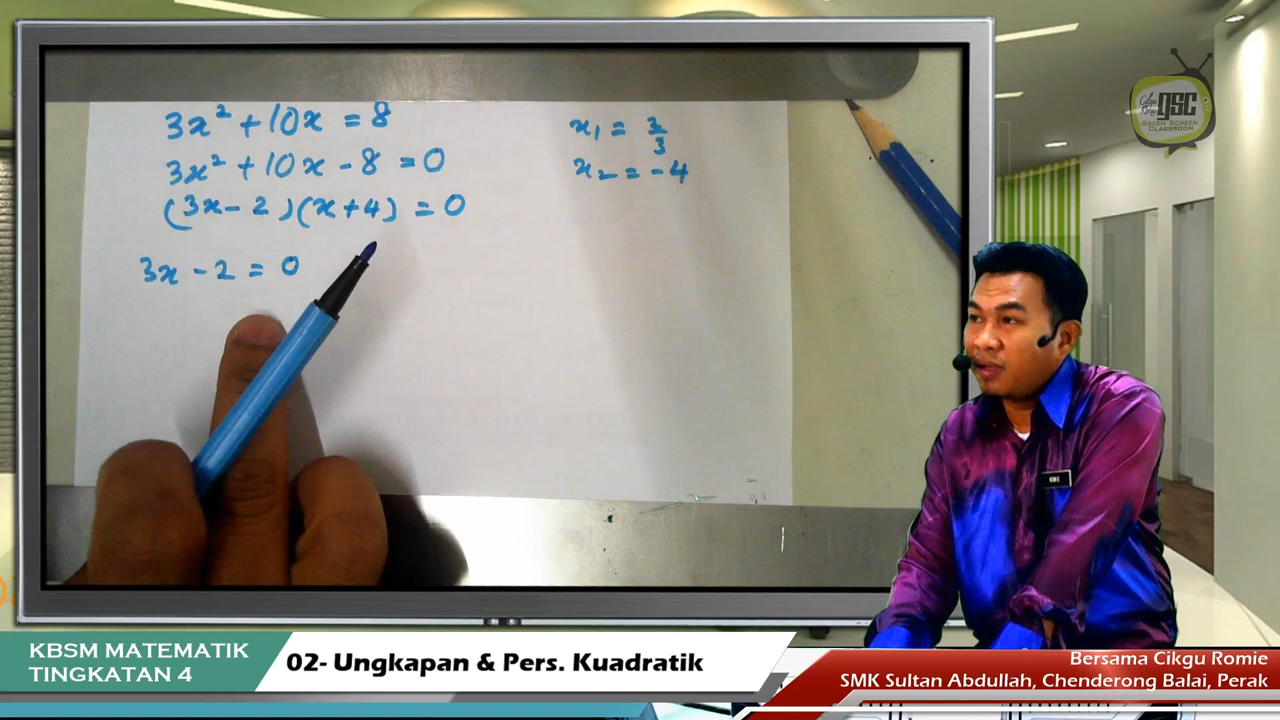 3x² + 10x = 8
3x² + 10x - 8 = 0
(3x - 2)(x + 4) = 0
3x - 2 = 0
x₁ = 2/3
x₂ = -4
GSC
GREEN SCREEN
CLASSROOM
KBSM MATEMATIK
TINGKATAN 4
02- Ungkapan & Pers. Kuadratik
Bersama Cikgu Romie
SMK Sultan Abdullah, Chenderong Balai, Perak